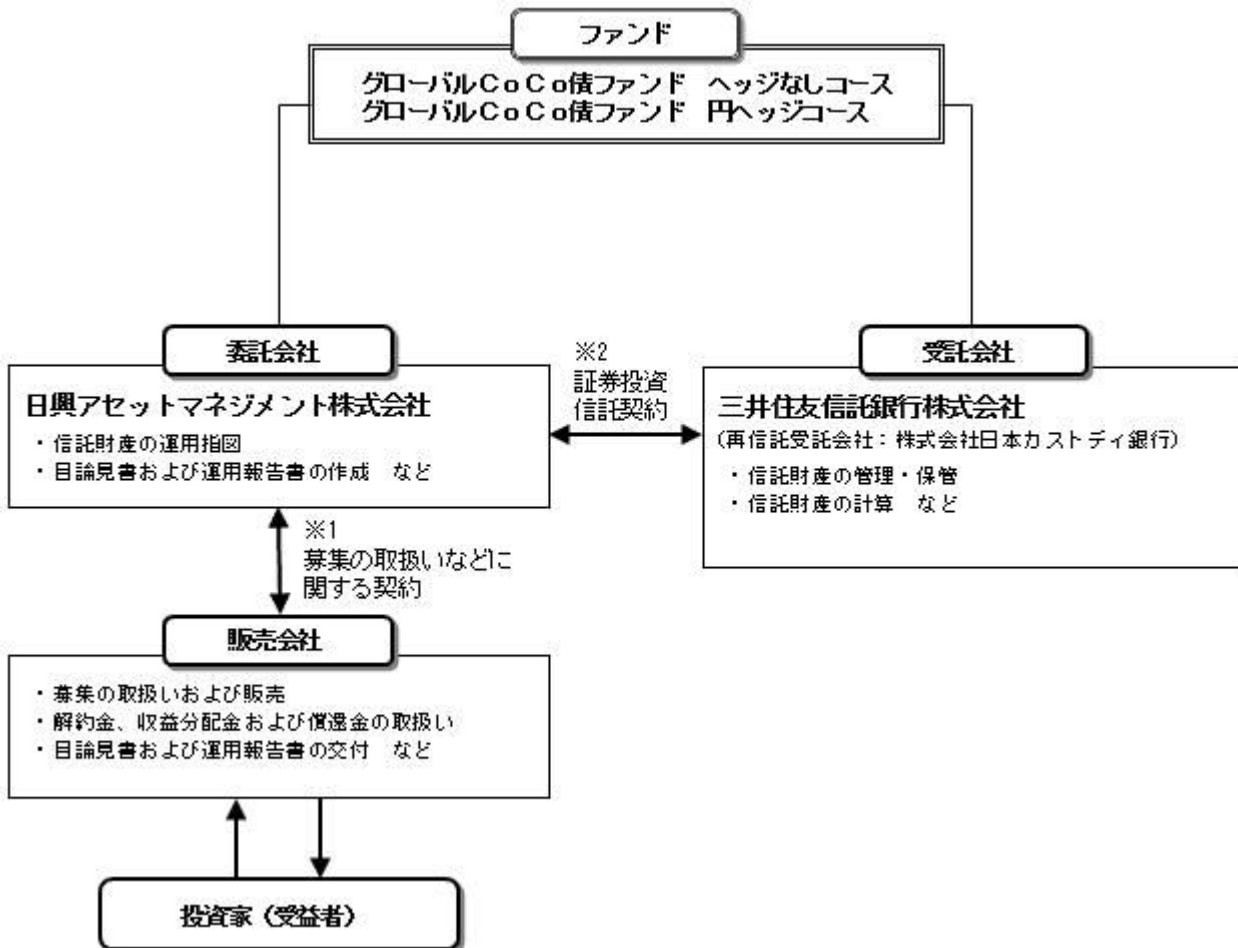 ファンド
グローバルＣｏＣｏ債ファンド　ヘッジなしコース
グローバルＣｏＣｏ債ファンド　円ヘッジコース
委託会社
日興アセットマネジメント株式会社
・信託財産の運用指図
・目論見書および運用報告書の作成　など
※2
証券投資
信託契約
受託会社
三井住友信託銀行株式会社
(再信託受託会社：株式会社日本カストディ銀行)
・信託財産の管理・保管
・信託財産の計算　など
※1
募集の取扱いなどに
関する契約
販売会社
・募集の取扱いおよび販売
・解約金、収益分配金および償還金の取扱い
・目論見書および運用報告書の交付　など
投資家（受益者）